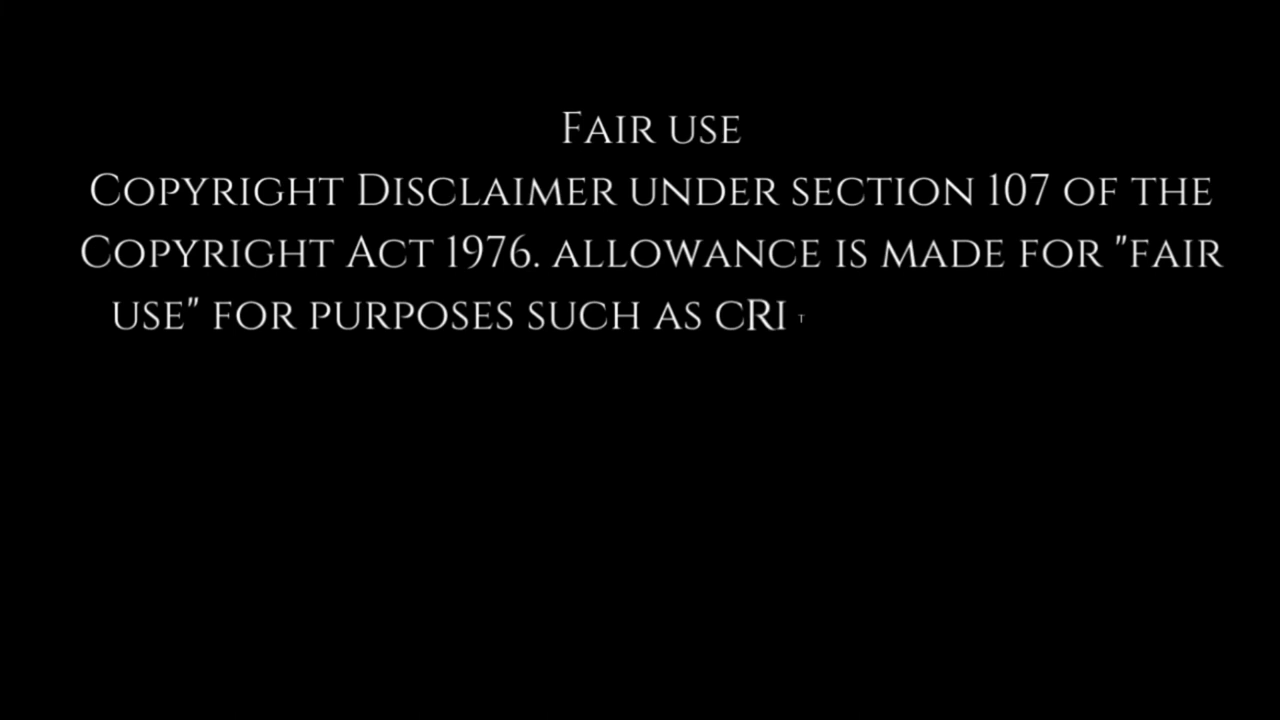 Fair use
Copyright Disclaimer under section 107 of the
Copyright Act 1976. allowance is made for "fair
use" for purposes such as crit